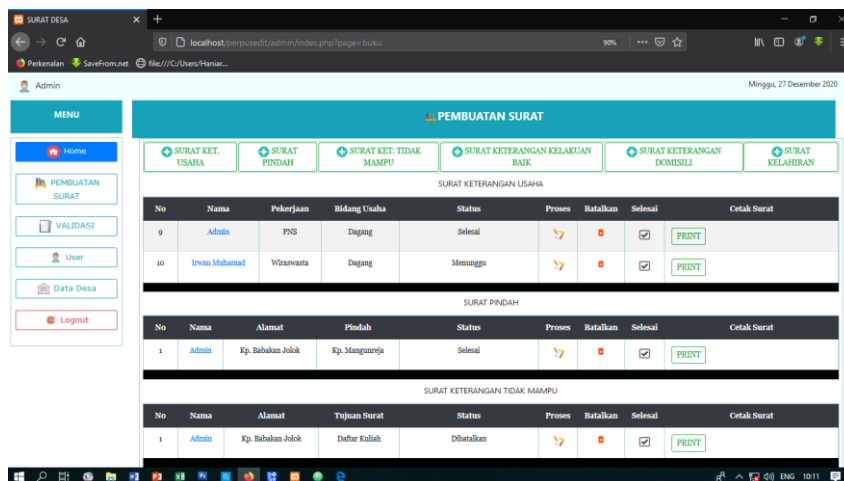 SURAT DESA
localhost/perpusedit/admin/index.php?page=buku
90%
Perkenalan SaveFrom.net file:///C:/Users/Haniar...
Admin
Minggu, 27 Desember 2020
MENU
PEMBUATAN SURAT
Home
PEMBUATAN
SURAT
VALIDASI
User
Data Desa
Logout
SURAT KET.
USAHA
SURAT
PINDAH
SURAT KET. TIDAK
MAMPU
SURAT KETERANGAN KELAKUAN
BAIK
SURAT KETERANGAN
DOMISILI
SURAT
KELAHIRAN
SURAT KETERANGAN USAHA
No Nama Pekerjaan Bidang Usaha Status Proses Batalkan Selesai Cetak Surat
9 Admin PNS Dagang Selesai PRINT
10 Irwan Muhamad Wiraswasta Dagang Menunggu PRINT
SURAT PINDAH
No Nama Alamat Pindah Status Proses Batalkan Selesai Cetak Surat
1 Admin Kp. Babakan Jolok Kp. Mangunreja Selesai PRINT
SURAT KETERANGAN TIDAK MAMPU
No Nama Alamat Tujuan Surat Status Proses Batalkan Selesai Cetak Surat
1 Admin Kp. Babakan Jolok Daftar Kuliah Dibatalkan PRINT
ENG 10:11